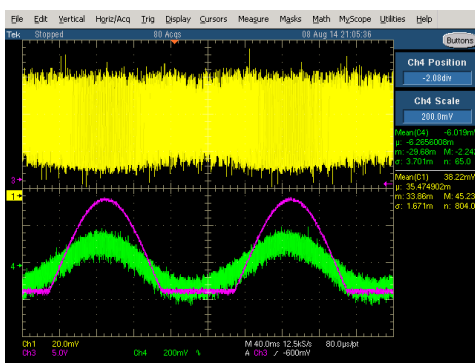 File Edit Vertical Horiz/Acq Trig Display Cursors Measure Masks Math MyScope Utilities Help
Tek Stopped 80 Acqs 08 Aug 14 21:05:36
Buttons
Ch4 Position
-2.08div
Ch4 Scale
200.0mV
Mean(C4) -6.019mV
µ: -6.2656008m
m: -29.68m M: -2.24
σ: 3.701m n: 65.0
Mean(C1) 38.22mV
µ: 35.474902m
m: 33.86m M: 45.23
σ: 1.671m n: 804.0
3
1
4
Ch1 20.0mV M 40.0ms 12.5kS/s 80.0µs/pt
Ch3 5.0V Ch4 200mV A Ch3 -600mV